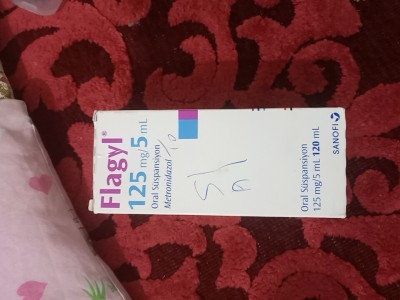 Flagyl®
125 mg/5 mL
Oral Süspansiyon
Metronidazol
Oral Süspansiyon
125 mg/5 mL 120 mL
SANOFI